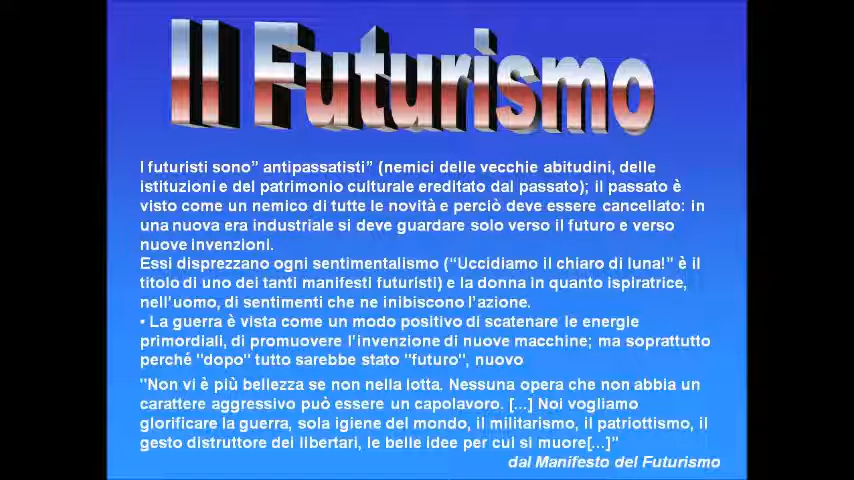 Il Futurismo
I futuristi sono" antipassatisti" (nemici delle vecchie abitudini, delle
istituzioni e del patrimonio culturale ereditato dal passato); il passato è
visto come un nemico di tutte le novità e perciò deve essere cancellato: in
una nuova era industriale si deve guardare solo verso il futuro e verso
nuove invenzioni.
Essi disprezzano ogni sentimentalismo ("Uccidiamo il chiaro di luna!" è il
titolo di uno dei tanti manifesti futuristi) e la donna in quanto ispiratrice,
nell'uomo, di sentimenti che ne inibiscono l'azione.
• La guerra è vista come un modo positivo di scatenare le energie
primordiali, di promuovere l'invenzione di nuove macchine; ma soprattutto
perché "dopo" tutto sarebbe stato "futuro", nuovo
"Non vi è più bellezza se non nella lotta. Nessuna opera che non abbia un
carattere aggressivo può essere un capolavoro. [...] Noi vogliamo
glorificare la guerra, sola igiene del mondo, il militarismo, il patriottismo, il
gesto distruttore dei libertari, le belle idee per cui si muore[...]"
dal Manifesto del Futurismo